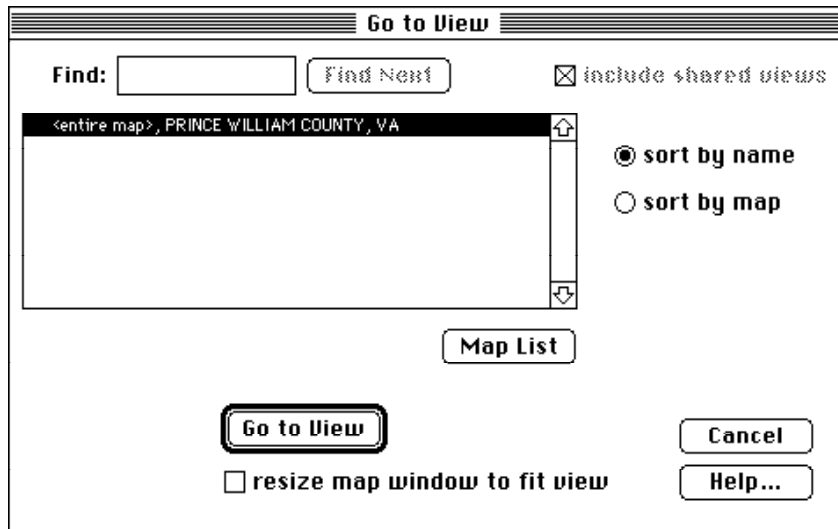 Go to View
Find: Find Next include shared views
<entire map>, PRINCE WILLIAM COUNTY, VA
sort by name
sort by map
Map List
Go to View
Cancel
resize map window to fit view
Help...